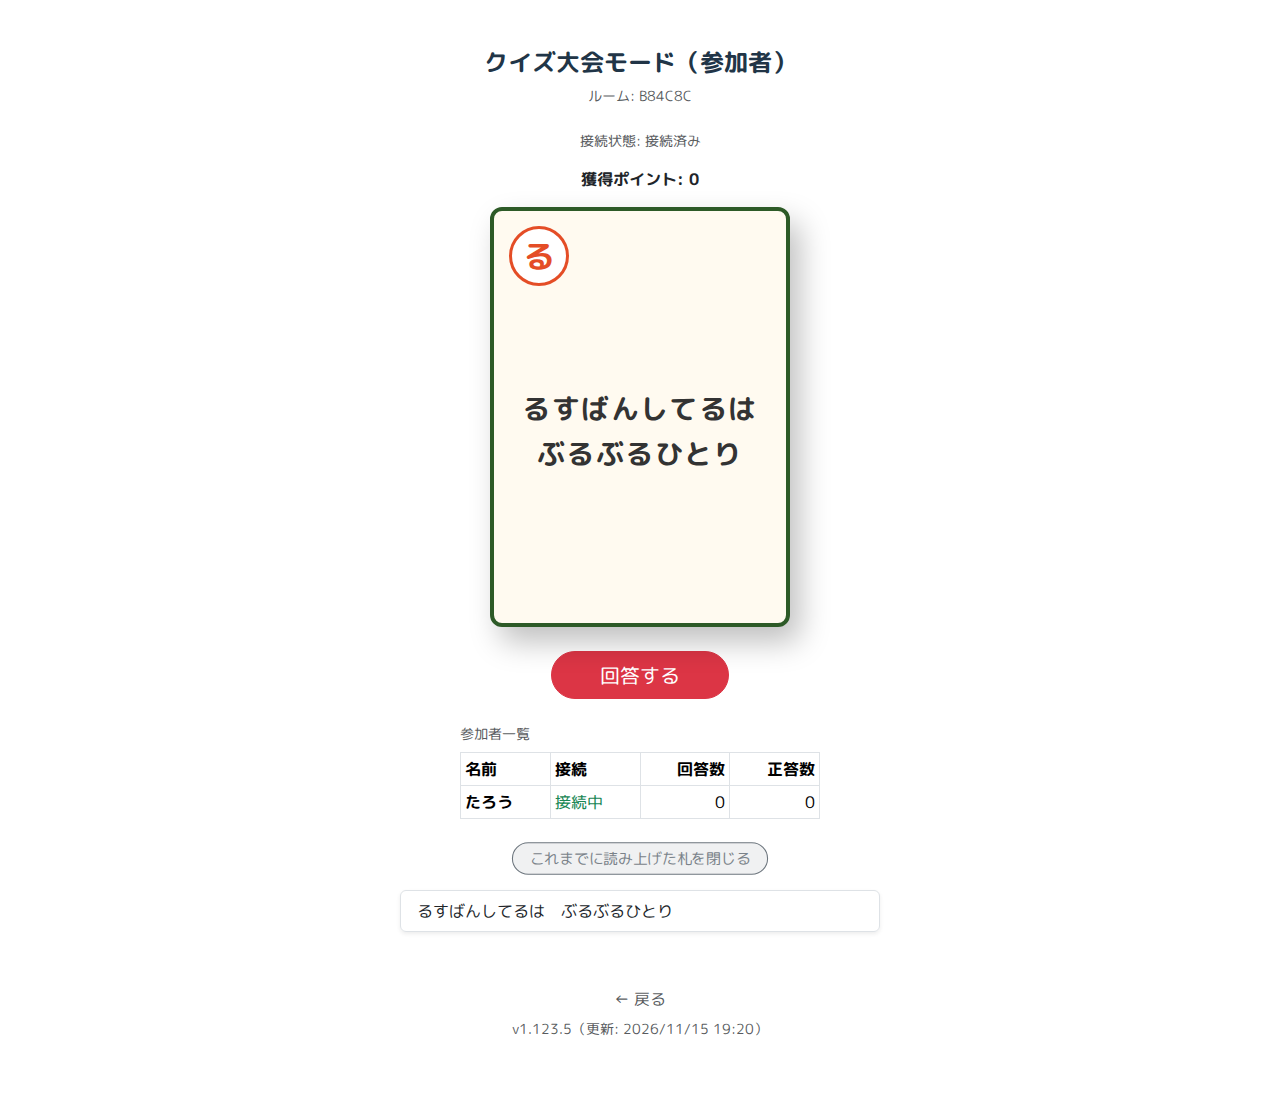 クイズ大会モード（参加者）
ルーム: B84C8C
接続状態: 接続済み
獲得ポイント: 0
る
るすばんしてるは
ぶるぶるひとり
回答する
参加者一覧
名前 接続 回答数 正答数
たろう 接続中 0 0
これまでに読み上げた札を閉じる
るすばんしてるは　ぶるぶるひとり
← 戻る
v1.123.5（更新: 2026/11/15 19:20）